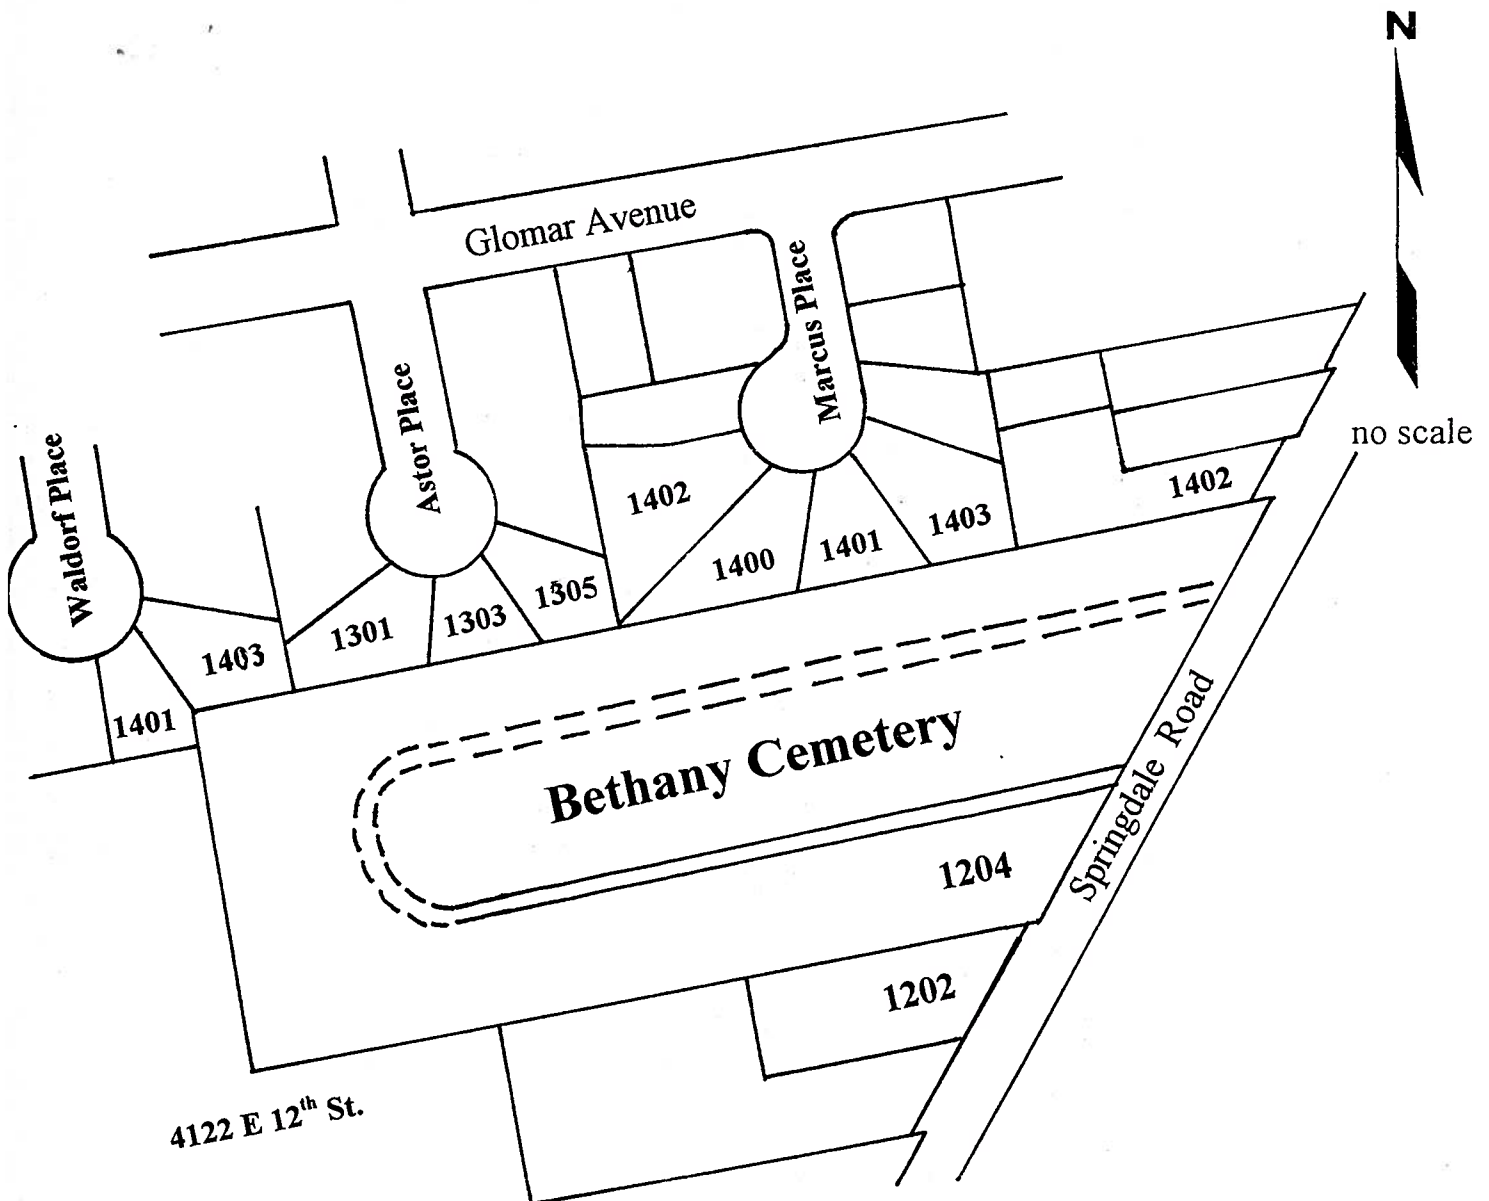 N
Glomar Avenue
Marcus Place
Astor Place
Waldorf Place
no scale
1402
1402
1403
1401
1400
1305
1303
1301
1403
1401
Bethany Cemetery
Springdale Road
1204
1202
4122 E 12th St.